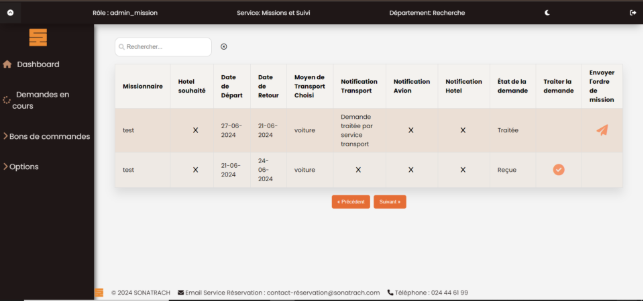 Rôle : admin_mission Service: Missions et Suivi Département: Recherche
Dashboard
Demandes en
cours
Bons de commandes
Options
Rechercher...
Missionnaire
Hotel
souhaité
Date
de
Départ
Date
de
Retour
Moyen de
Transport
Choisi
Notification
Transport
Notification
Avion
Notification
Hotel
État de la
demande
Traiter la
demande
Envoyer
l'ordre
de
mission
test
X
27-06-
2024
21-06-
2024
voiture
Demande
traitée par
service
transport
X
X
Traitée
test
X
21-06-
2024
24-
06-
2024
voiture
X
X
X
Reçue
« Précédent
Suivant »
© 2024 SONATRACH Email Service Réservation : contact-réservation@sonatrach.com Téléphone : 024 44 61 99